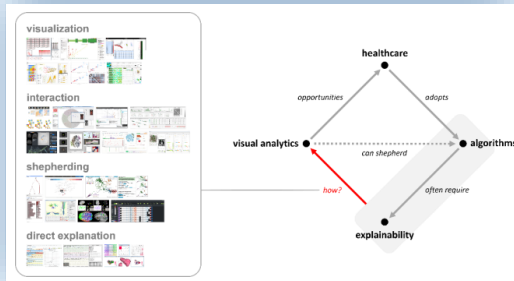 visualization
interaction
shepherding
direct explanation
healthcare
opportunities
adopts
visual analytics
can shepherd
algorithms
how?
often require
explainability